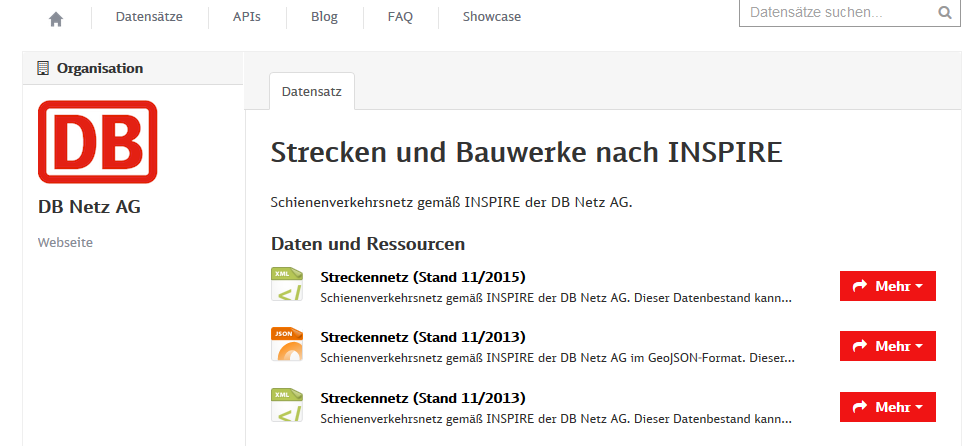 Datensätze APIs Blog FAQ Showcase Datensätze suchen...
Organisation
Datensatz
DB
DB Netz AG
Webseite
Strecken und Bauwerke nach INSPIRE
Schienenverkehrsnetz gemäß INSPIRE der DB Netz AG.
Daten und Ressourcen
XML Streckennetz (Stand 11/2015) Mehr
Schienenverkehrsnetz gemäß INSPIRE der DB Netz AG. Dieser Datenbestand kann...
JSON Streckennetz (Stand 11/2013) Mehr
Schienenverkehrsnetz gemäß INSPIRE der DB Netz AG im GeoJSON-Format. Dieser...
XML Streckennetz (Stand 11/2013) Mehr
Schienenverkehrsnetz gemäß INSPIRE der DB Netz AG. Dieser Datenbestand kann...